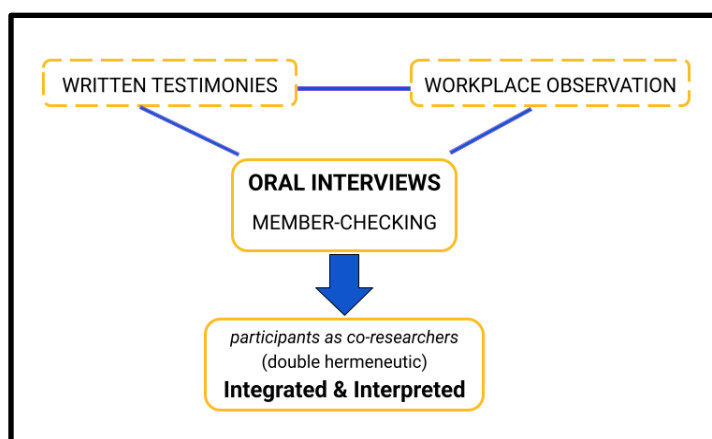 WRITTEN TESTIMONIES
WORKPLACE OBSERVATION
ORAL INTERVIEWS
MEMBER-CHECKING
participants as co-researchers
(double hermeneutic)
Integrated & Interpreted